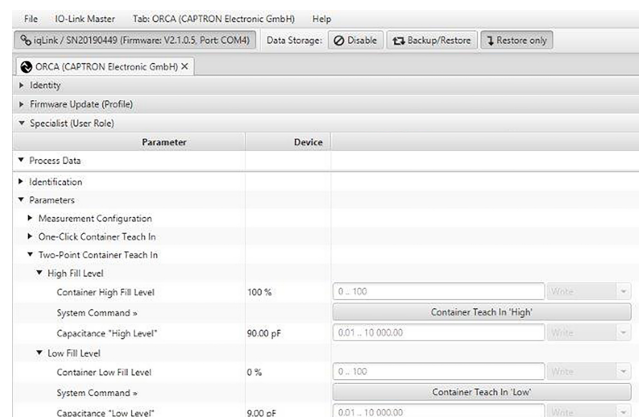 File IO-Link Master Tab: ORCA (CAPTRON Electronic GmbH) Help
iqLink / SN20190449 (Firmware: V2.1.0.5, Port: COM4) Data Storage: Disable Backup/Restore Restore only
ORCA (CAPTRON Electronic GmbH) ×
Identity
Firmware Update (Profile)
Specialist (User Role)
Parameter Device
Process Data
Identification
Parameters
Measurement Configuration
One-Click Container Teach In
Two-Point Container Teach In
High Fill Level
Container High Fill Level 100 % 0 .. 100 Write
System Command » Container Teach In 'High'
Capacitance "High Level" 90.00 pF 0.01 .. 10 000.00 Write
Low Fill Level
Container Low Fill Level 0 % 0 .. 100 Write
System Command » Container Teach In 'Low'
Capacitance "Low Level" 9.00 pF 0.01 .. 10 000.00 Write